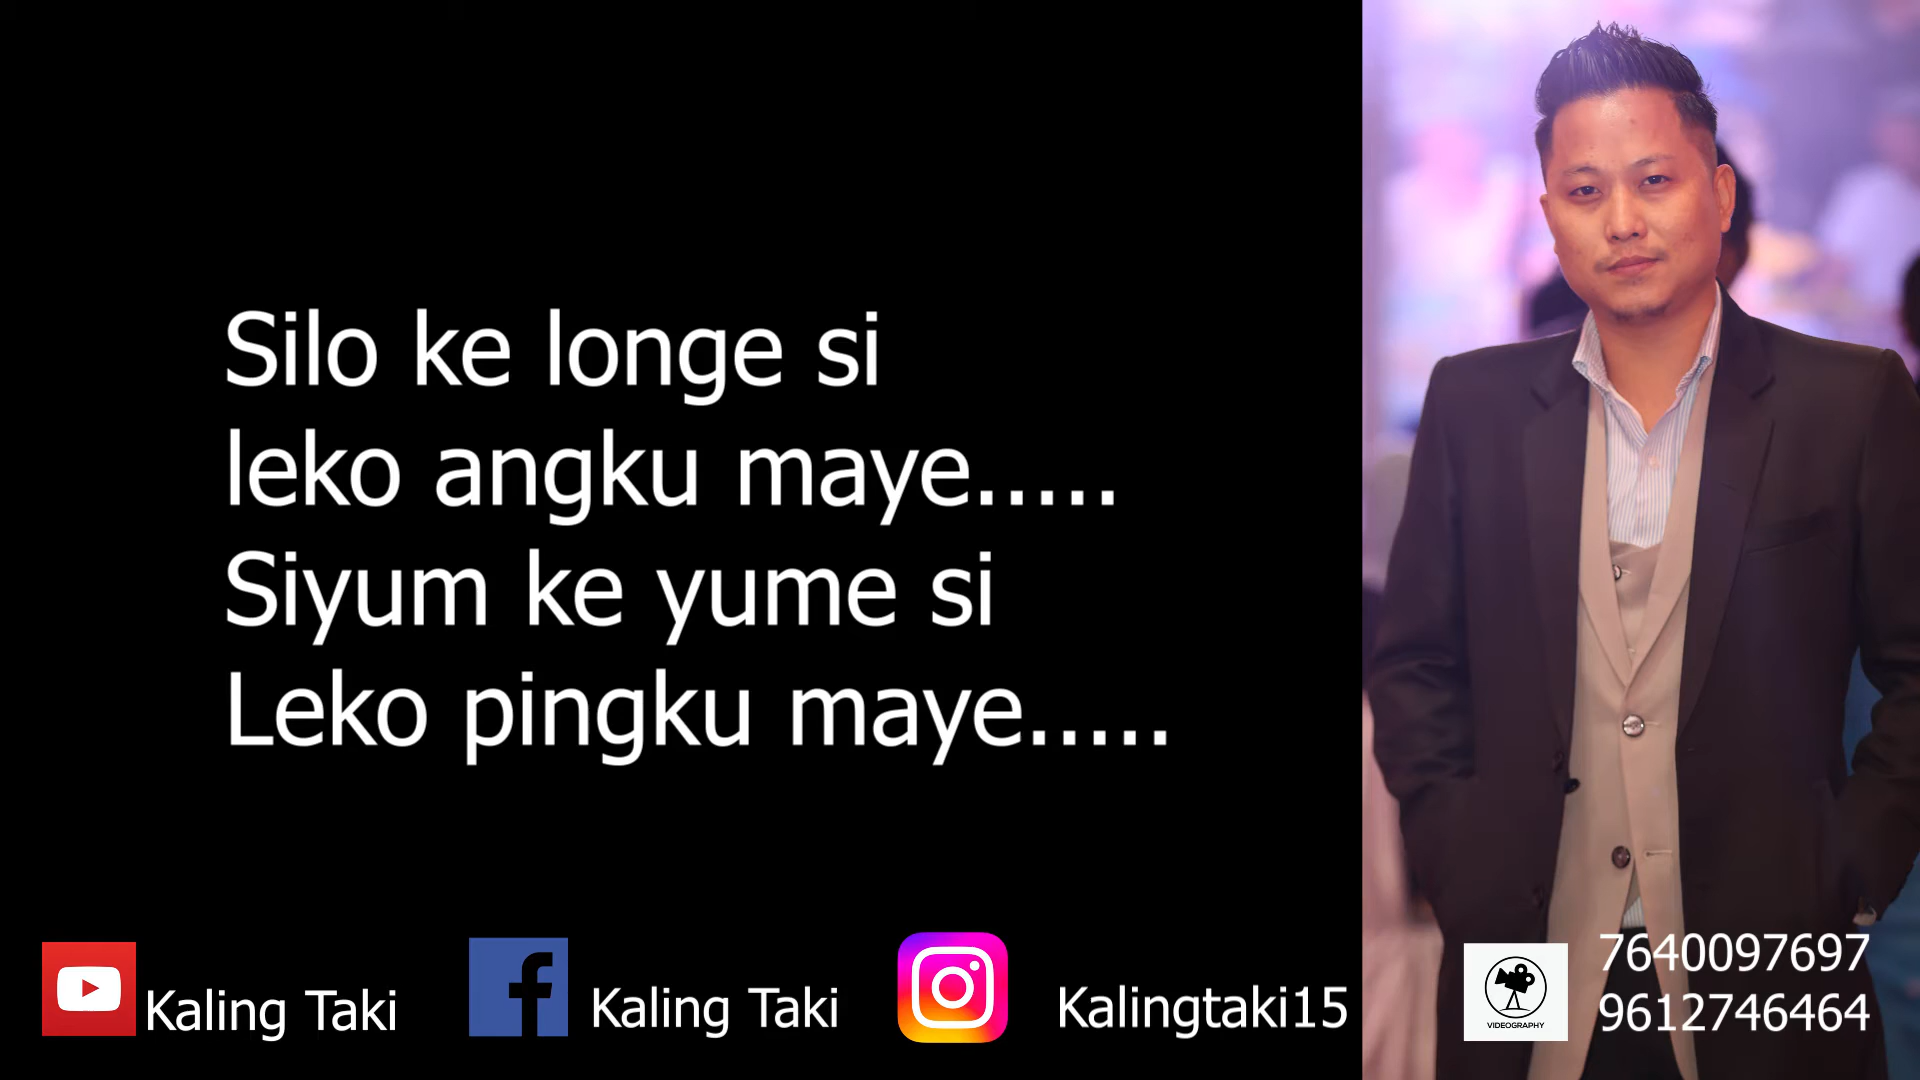 Silo ke longe si
leko angku maye.....
Siyum ke yume si
Leko pingku maye.....
Kaling Taki
Kaling Taki
Kalingtaki15
VIDEOGRAPHY
7640097697
9612746464